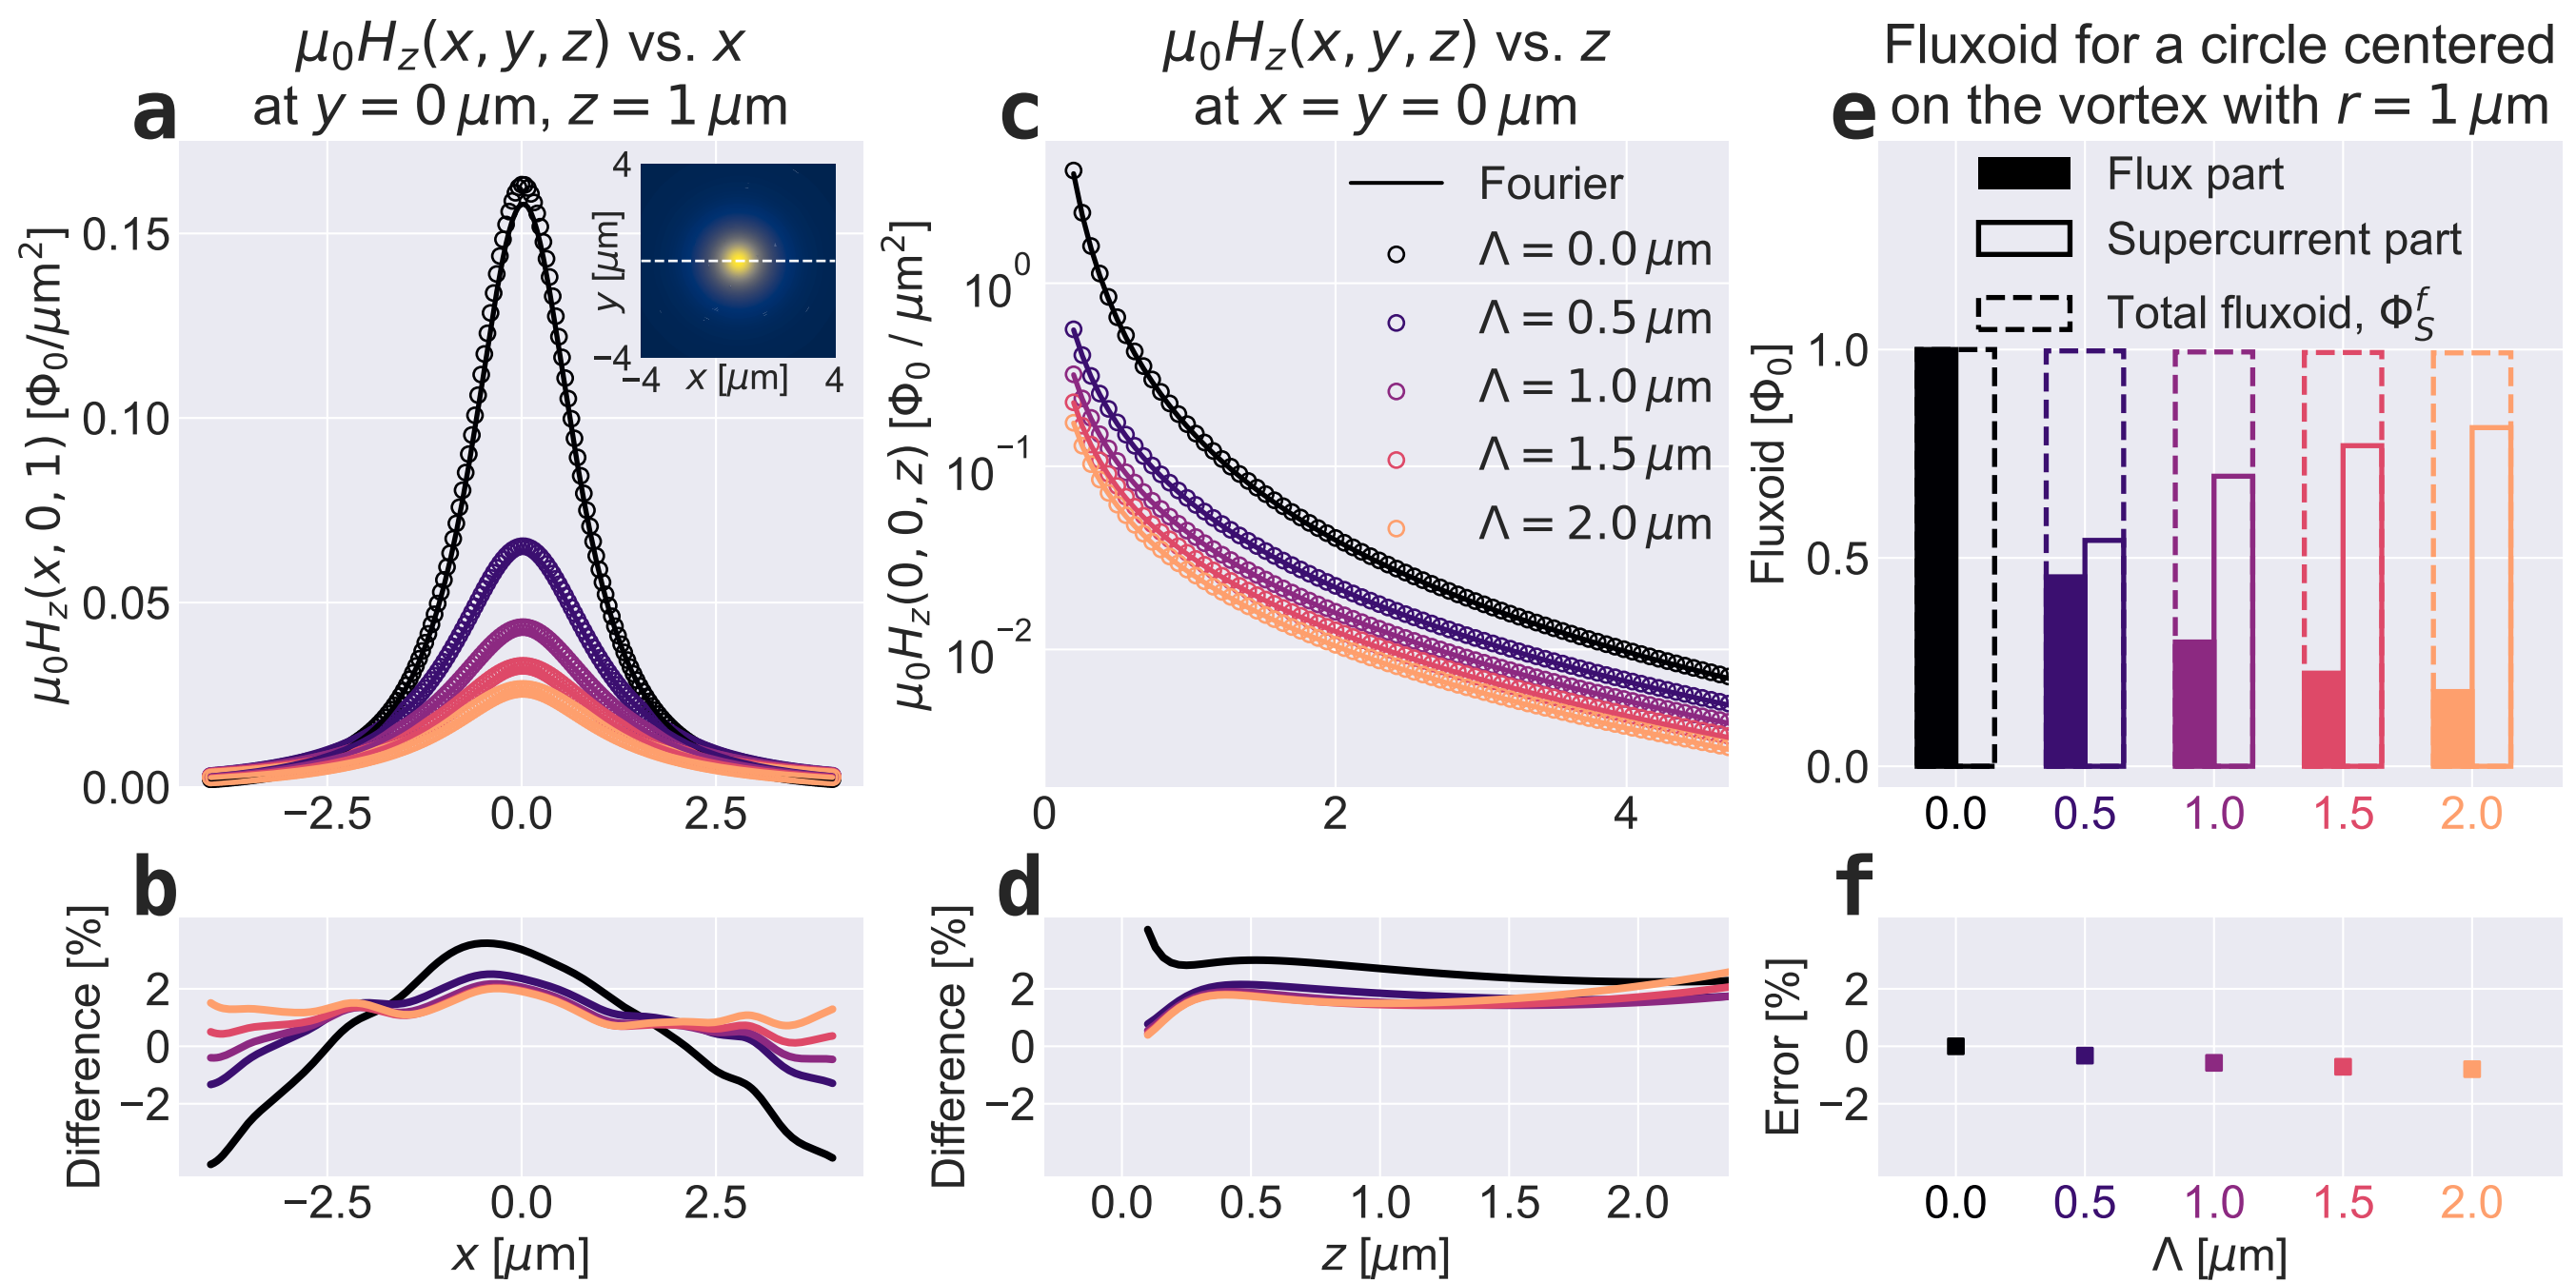 μ₀H_z(x, y, z) vs. x
at y = 0 μm, z = 1 μm
a
μ₀H_z(x, 0, 1) [Φ₀/μm²]
0.15
0.10
0.05
0.00
−2.5 0.0 2.5
4
−4
y [μm]
−4 x [μm] 4
b
Difference [%]
2
0
−2
−2.5 0.0 2.5
x [μm]
μ₀H_z(x, y, z) vs. z
at x = y = 0 μm
c
μ₀H_z(0, 0, z) [Φ₀ / μm²]
10⁰
10⁻¹
10⁻²
0 2 4
Fourier
Λ = 0.0 μm
Λ = 0.5 μm
Λ = 1.0 μm
Λ = 1.5 μm
Λ = 2.0 μm
d
Difference [%]
2
0
−2
0.0 0.5 1.0 1.5 2.0
z [μm]
Fluxoid for a circle centered
on the vortex with r = 1 μm
e
Flux part
Supercurrent part
Total fluxoid, Φ_S^f
Fluxoid [Φ₀]
1.0
0.5
0.0
0.0 0.5 1.0 1.5 2.0
f
Error [%]
2
0
−2
0.0 0.5 1.0 1.5 2.0
Λ [μm]